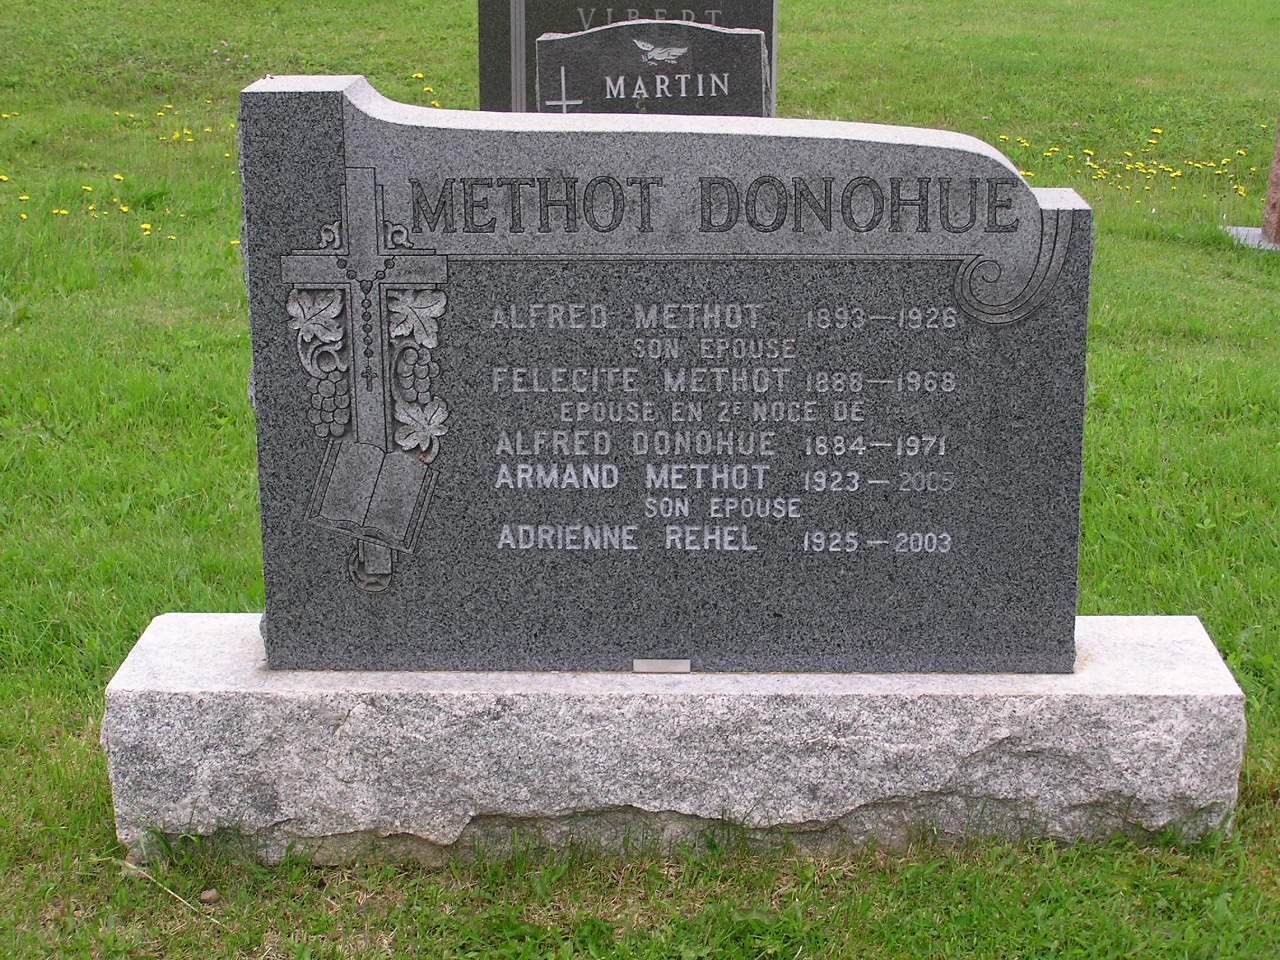 VIBERT
MARTIN
METHOT DONOHUE
ALFRED METHOT 1893-1926
SON EPOUSE
FELECITE METHOT 1888-1968
EPOUSE EN 2E NOCE DE
ALFRED DONOHUE 1884-1971
ARMAND METHOT 1923-2005
SON EPOUSE
ADRIENNE REHEL 1925-2003